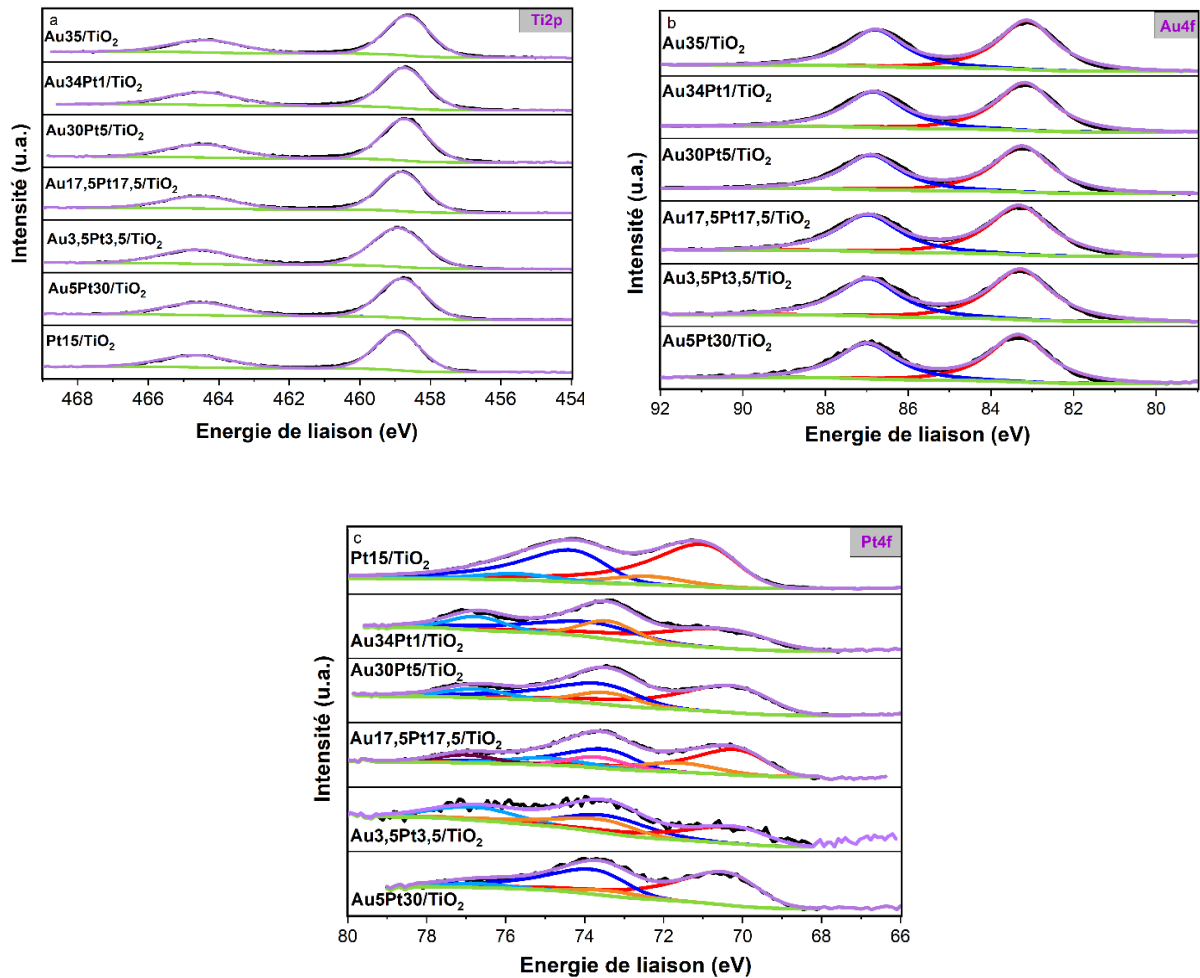 a
Ti2p
Au35/TiO₂
Au34Pt1/TiO₂
Au30Pt5/TiO₂
Au17,5Pt17,5/TiO₂
Au3,5Pt3,5/TiO₂
Au5Pt30/TiO₂
Pt15/TiO₂
Intensité (u.a.)
468 466 464 462 460 458 456 454
Energie de liaison (eV)
b
Au4f
Au35/TiO₂
Au34Pt1/TiO₂
Au30Pt5/TiO₂
Au17,5Pt17,5/TiO₂
Au3,5Pt3,5/TiO₂
Au5Pt30/TiO₂
Intensité (u.a.)
92 90 88 86 84 82 80
Energie de liaison (eV)
c
Pt4f
Pt15/TiO₂
Au34Pt1/TiO₂
Au30Pt5/TiO₂
Au17,5Pt17,5/TiO₂
Au3,5Pt3,5/TiO₂
Au5Pt30/TiO₂
Intensité (u.a.)
80 78 76 74 72 70 68 66
Energie de liaison (eV)